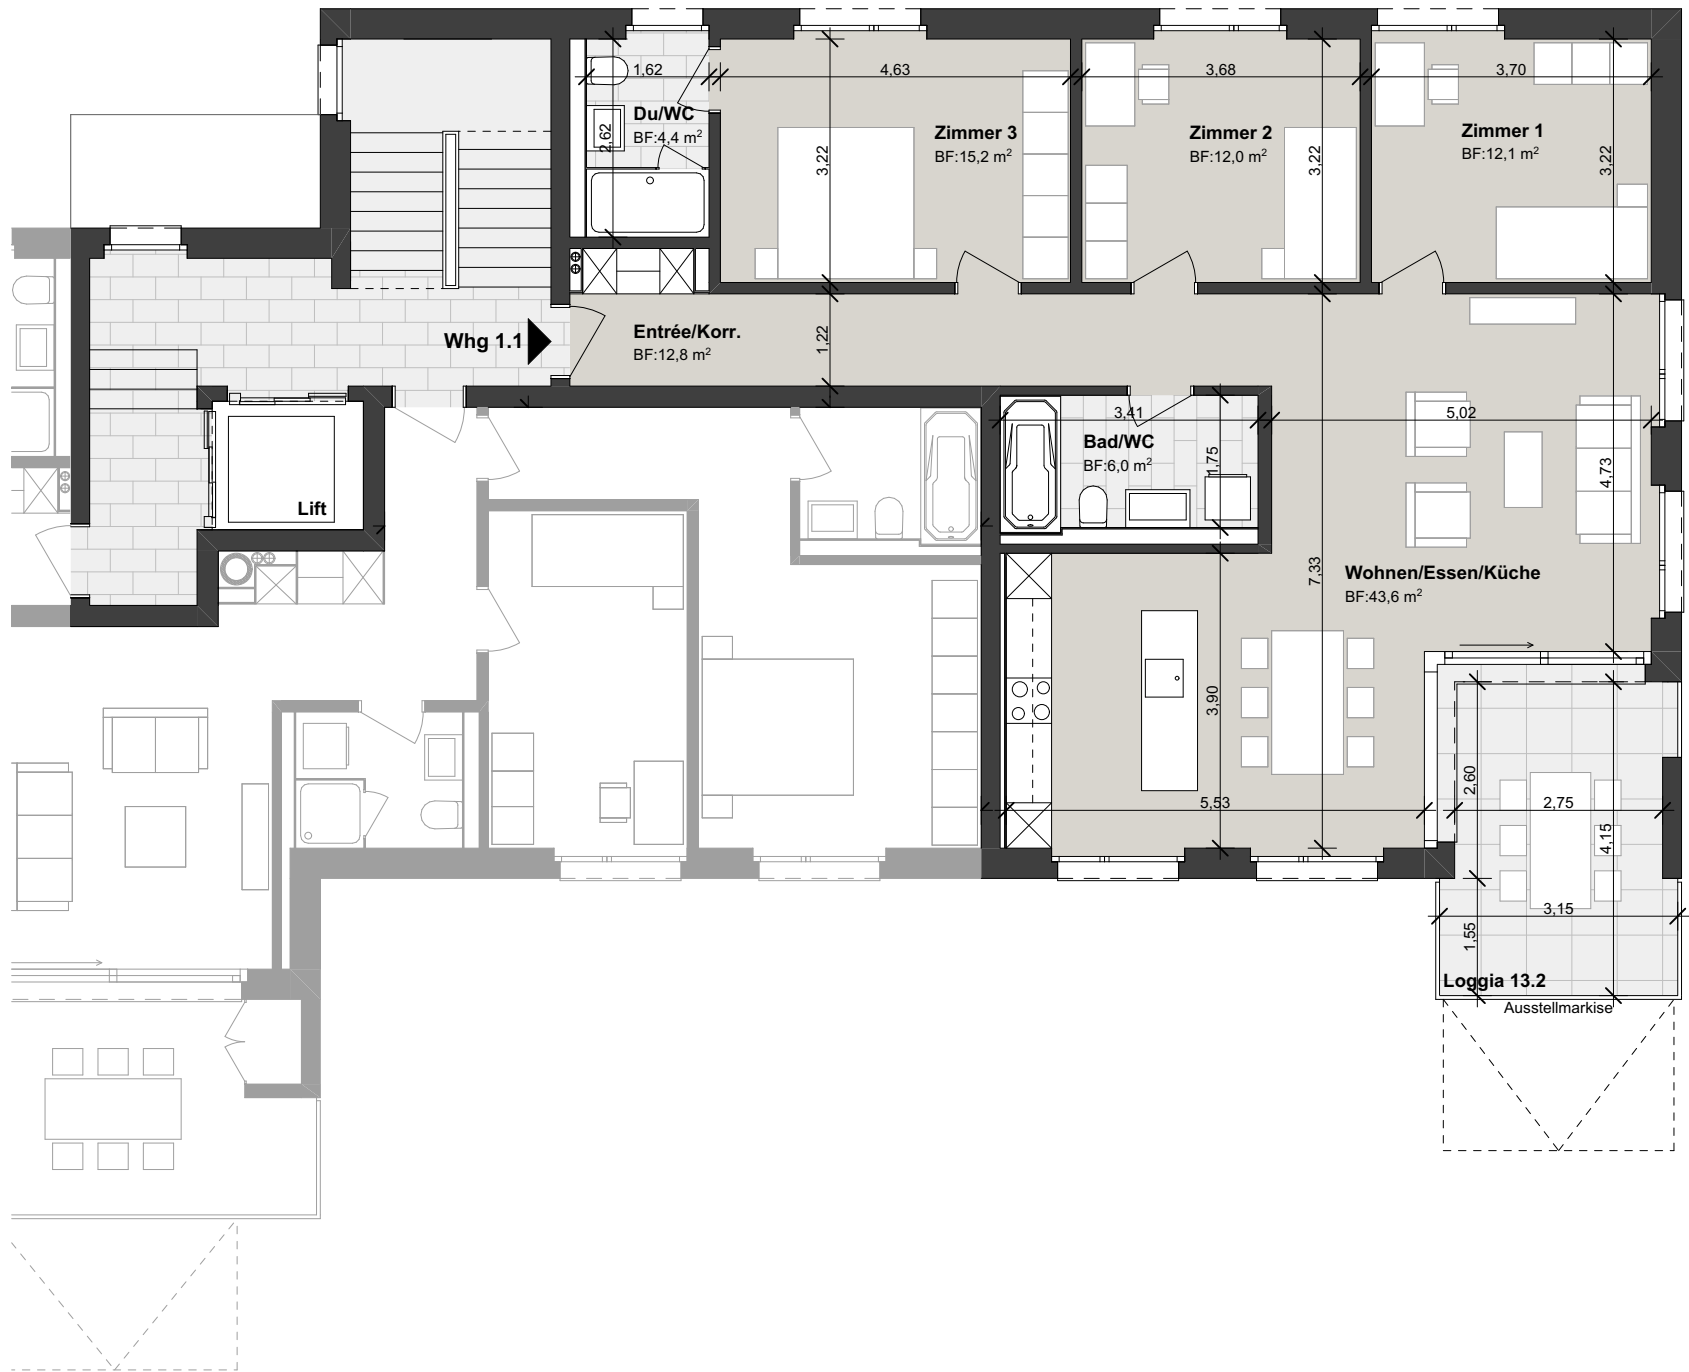 1,62
4,63
3,68
3,70
Du/WC
BF:4,4 m²
2,62
Zimmer 3
BF:15,2 m²
3,22
Zimmer 2
BF:12,0 m²
3,22
Zimmer 1
BF:12,1 m²
3,22
Whg 1.1
Entrée/Korr.
BF:12,8 m²
1,22
3,41
Bad/WC
BF:6,0 m²
1,75
5,02
4,73
Lift
Wohnen/Essen/Küche
BF:43,6 m²
7,33
3,90
5,53
2,60
2,75
4,15
3,15
1,55
Loggia 13.2
Ausstellmarkise